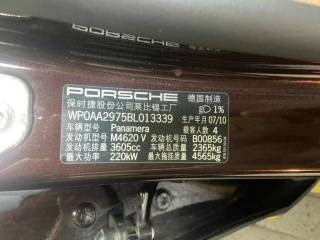 PORSCHE 德国制造
保时捷股份公司莱比锡工厂 1%
WP0AA2975BL013339 生产年月 07/10
车辆型号 Panamera 载客人数 4
发动机型号 M4620 V 发动机号码 B00856
发动机排量 3605cc 最大总质量 2365kg
最大功率 220kW 最大拖挂质量 4565kg